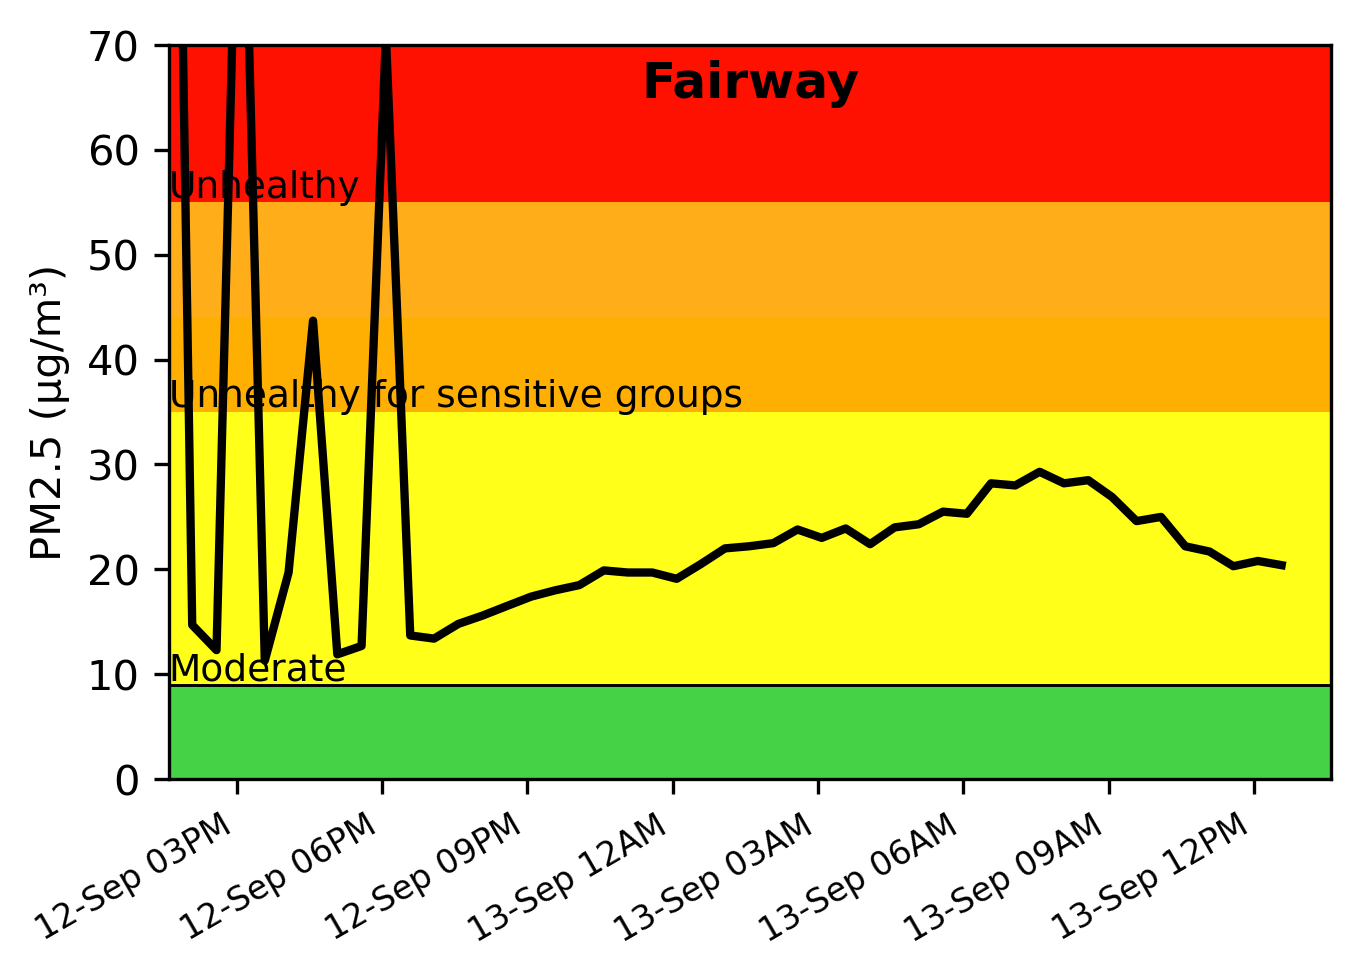 Fairway
PM2.5 (µg/m³)
70
60
50
40
30
20
10
0
Unhealthy
Unhealthy for sensitive groups
Moderate
12-Sep 03PM
12-Sep 06PM
12-Sep 09PM
13-Sep 12AM
13-Sep 03AM
13-Sep 06AM
13-Sep 09AM
13-Sep 12PM